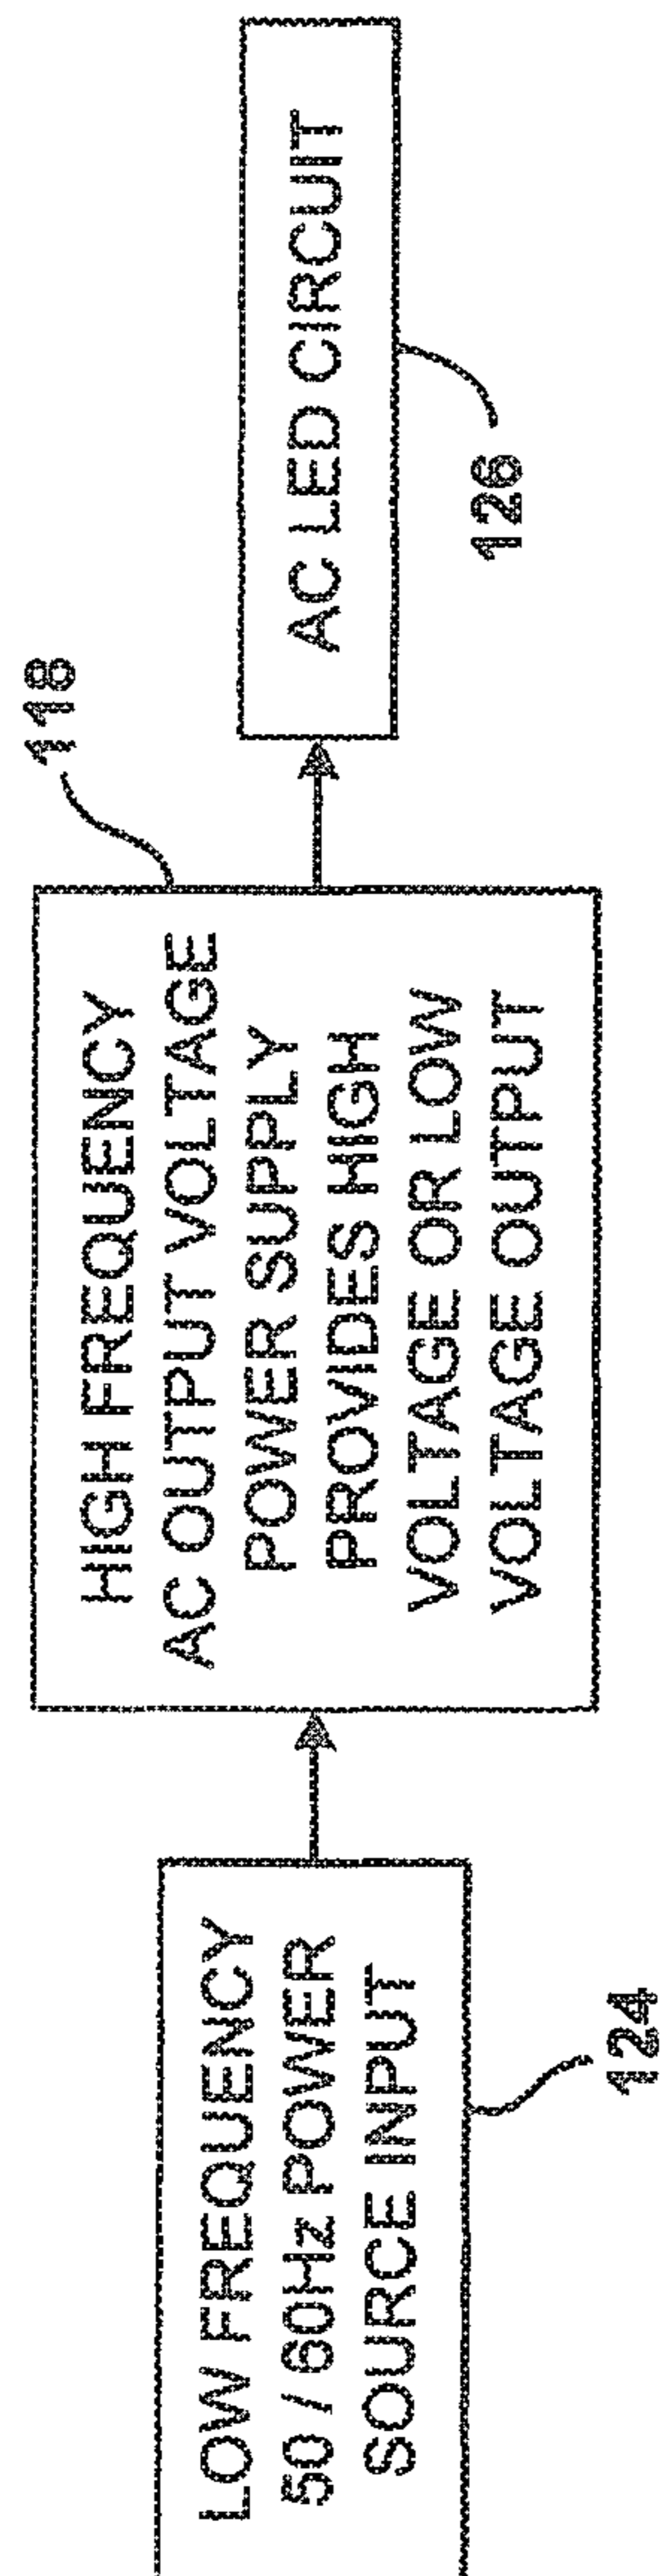 LOW FREQUENCY
50 / 60Hz POWER
SOURCE INPUT
124
HIGH FREQUENCY
AC OUTPUT VOLTAGE
POWER SUPPLY
PROVIDES HIGH
VOLTAGE OR LOW
VOLTAGE OUTPUT
118
AC LED CIRCUIT
126